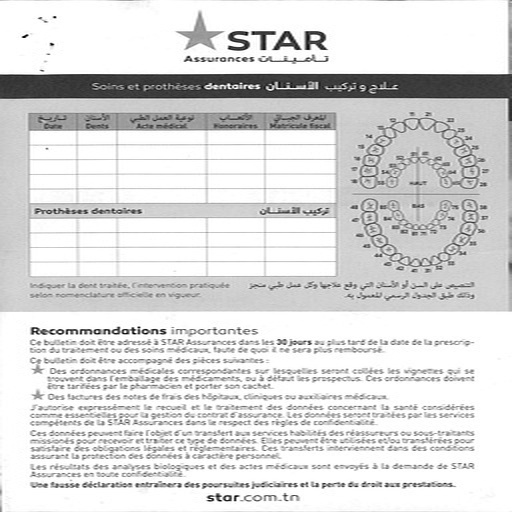 STAR
Assurances تأمينات
Soins et prothèses dentaires علاج و تركيب الأسنان
تاريخ الأسنان نوعية العمل الطبي الأتعاب المعرف الجبائي
Date Dents Acte médical Honoraires Matricule fiscal
Prothèses dentaires تركيب الأسنان
HAUT
BAS
Indiquer la dent traitée, l'intervention pratiquée
selon nomenclature officielle en vigueur.
التنصيص على السن أو الأسنان التي وقع علاجها وكل عمل طبي منجز
وذلك طبق الجدول الرسمي المعمول به.
Recommandations importantes
Ce bulletin doit être adressé à STAR Assurances dans les 30 jours au plus tard de la date de la prescrip-
tion du traitement ou des soins médicaux, faute de quoi il ne sera plus remboursé.
Ce bulletin doit être accompagné des pièces suivantes :
Des ordonnances médicales correspondantes sur lesquelles seront collées les vignettes qui se
trouvent dans l'emballage des médicaments, ou à défaut les prospectus. Ces ordonnances doivent
être tarifées par le pharmacien et porter son cachet.
Des factures des notes de frais des hôpitaux, cliniques ou auxiliaires médicaux.
J'autorise expressément le recueil et le traitement des données concernant la santé considérées
comme essentielles pour la gestion du contrat d'assurance. Les données seront traitées par les services
compétents de la STAR Assurances dans le respect des règles de confidentialité.
Ces données peuvent faire l'objet d'un transfert aux services habilités des réassureurs ou sous-traitants
missionés pour recevoir et traiter ce type de données. Elles peuvent être utilisées et/ou transférées pour
satisfaire des obligations légales et réglementaires. Ces transferts interviennent dans des conditions
assurant la protection des données à caractère personnel.
Les résultats des analyses biologiques et des actes médicaux sont envoyés à la demande de STAR
Assurances en toute confidentialité.
Une fausse déclaration entraînera des poursuites judiciaires et la perte du droit aux prestations.
star.com.tn